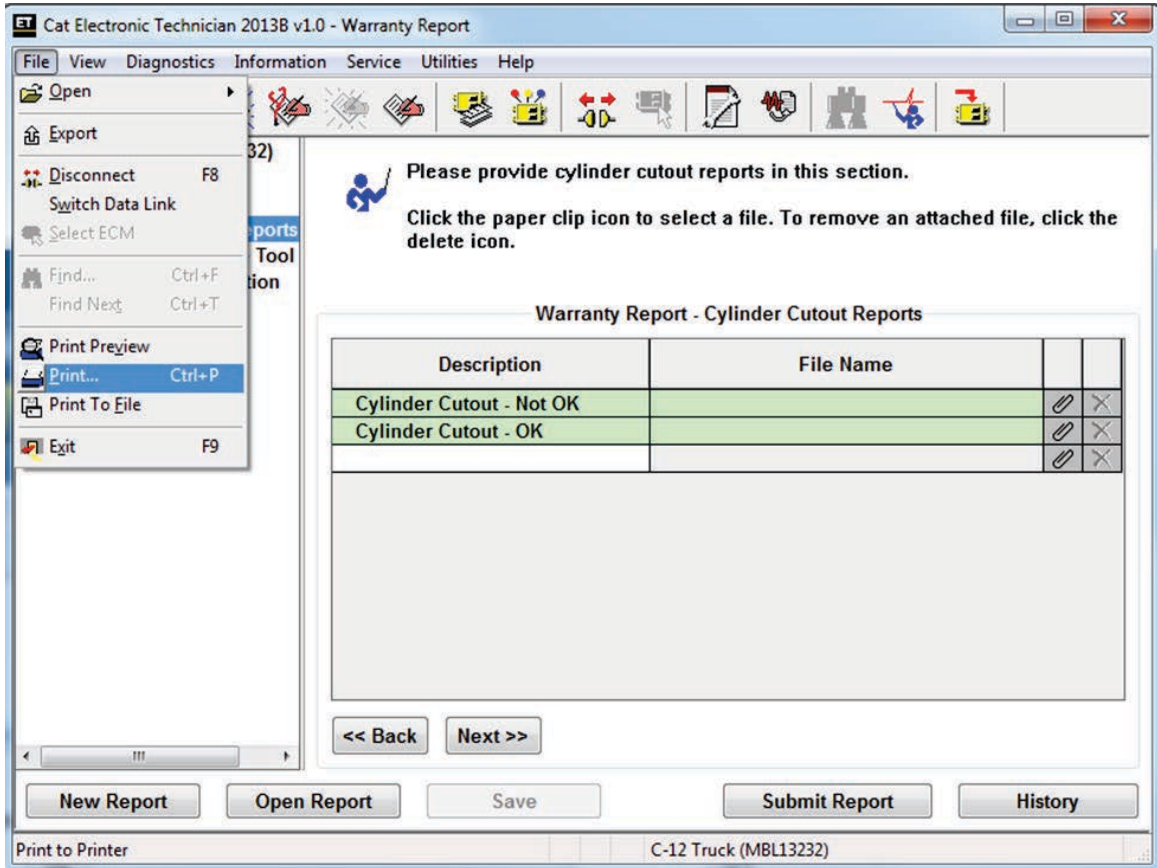 ET Cat Electronic Technician 2013B v1.0 - Warranty Report
File View Diagnostics Information Service Utilities Help
Open
Export
Disconnect F8
Switch Data Link
Select ECM
Find... Ctrl+F
Find Next Ctrl+T
Print Preview
Print... Ctrl+P
Print To File
Exit F9
32)
ports
Tool
tion
Please provide cylinder cutout reports in this section.
Click the paper clip icon to select a file. To remove an attached file, click the
delete icon.
Warranty Report - Cylinder Cutout Reports
Description File Name
Cylinder Cutout - Not OK
Cylinder Cutout - OK
<< Back Next >>
New Report Open Report Save Submit Report History
Print to Printer C-12 Truck (MBL13232)